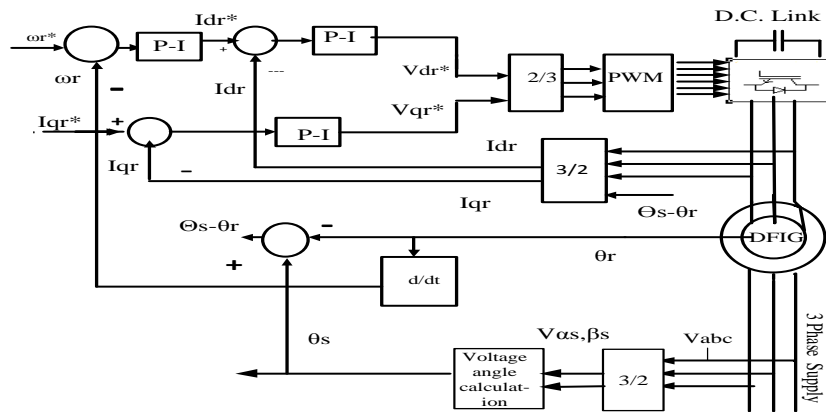 D.C. Link
Idr*
ωr*
P-I
+
P-I
ωr
−
Idr
---
Vdr*
2/3
PWM
Vqr*
Iqr*
+
P-I
Iqr
−
Idr
3/2
Iqr
Θs-θr
Θs-θr
−
DFIG
+
θr
d/dt
θs
Vαs,βs
Vabc
3 Phase Supply
Voltage
angle
calculat-
ion
3/2